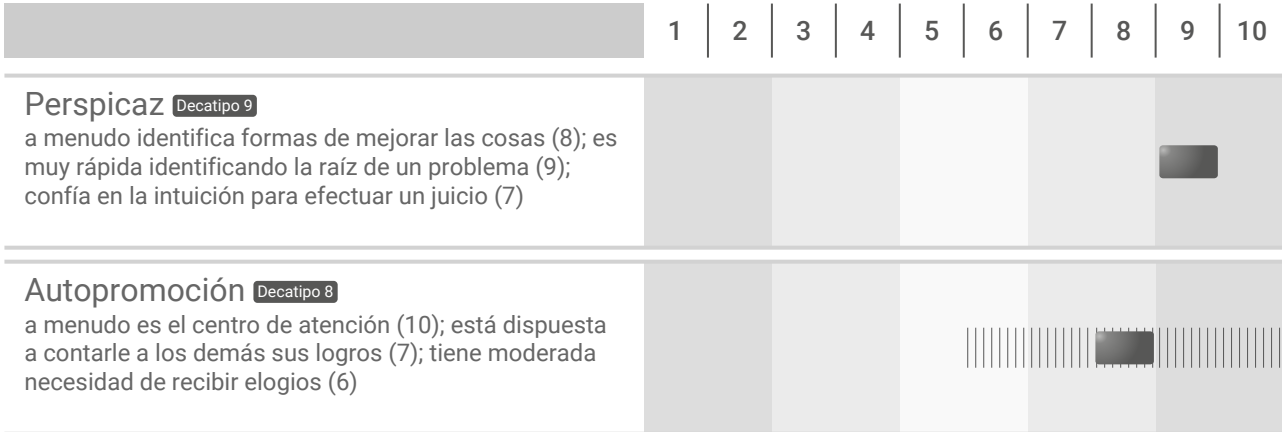 1 2 3 4 5 6 7 8 9 10
Perspicaz Decatipo 9
a menudo identifica formas de mejorar las cosas (8); es
muy rápida identificando la raíz de un problema (9);
confía en la intuición para efectuar un juicio (7)
Autopromoción Decatipo 8
a menudo es el centro de atención (10); está dispuesta
a contarle a los demás sus logros (7); tiene moderada
necesidad de recibir elogios (6)